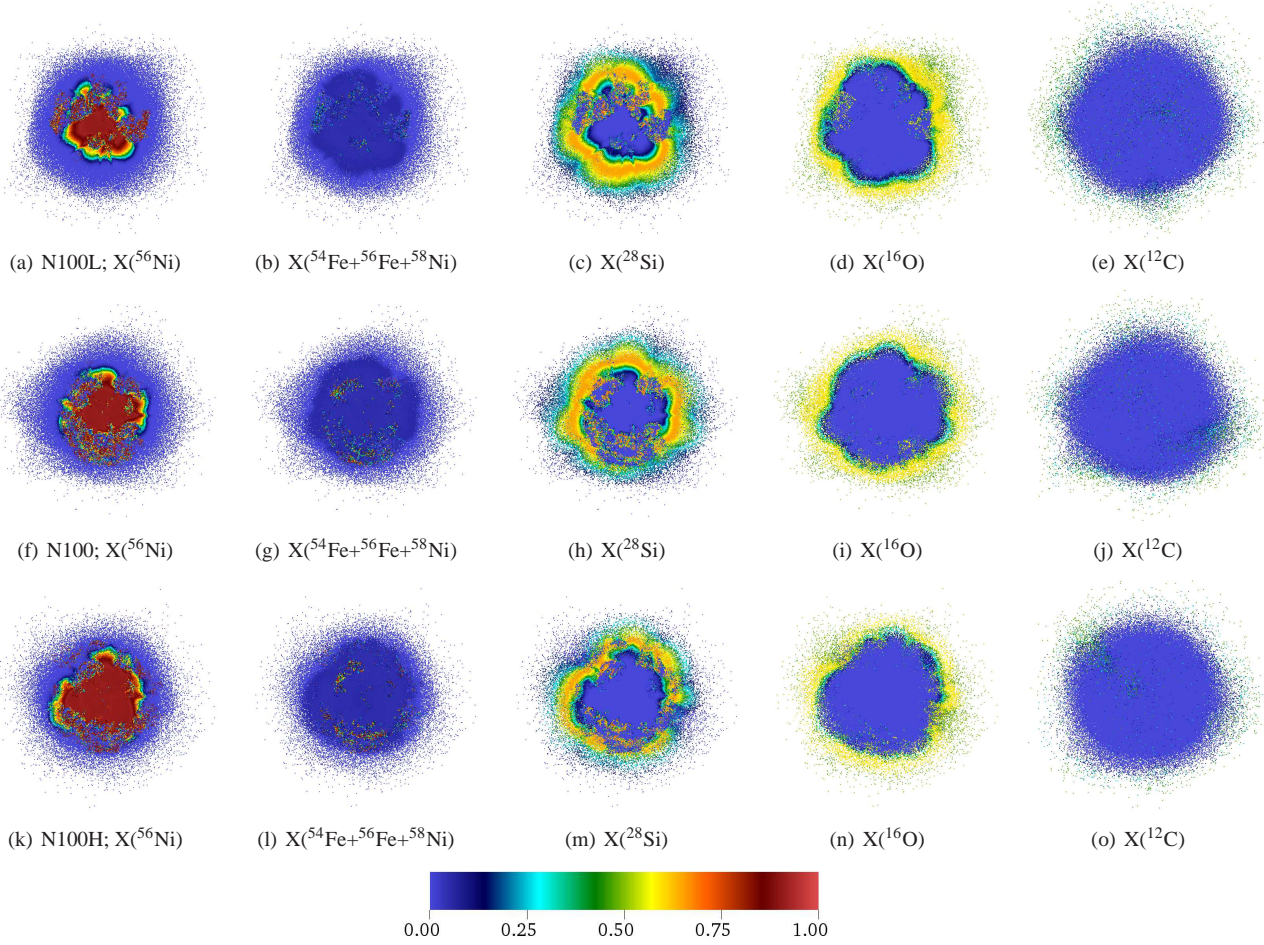 (a) N100L; X(⁵⁶Ni) (b) X(⁵⁴Fe+⁵⁶Fe+⁵⁸Ni) (c) X(²⁸Si) (d) X(¹⁶O) (e) X(¹²C)
(f) N100; X(⁵⁶Ni) (g) X(⁵⁴Fe+⁵⁶Fe+⁵⁸Ni) (h) X(²⁸Si) (i) X(¹⁶O) (j) X(¹²C)
(k) N100H; X(⁵⁶Ni) (l) X(⁵⁴Fe+⁵⁶Fe+⁵⁸Ni) (m) X(²⁸Si) (n) X(¹⁶O) (o) X(¹²C)
0.00 0.25 0.50 0.75 1.00